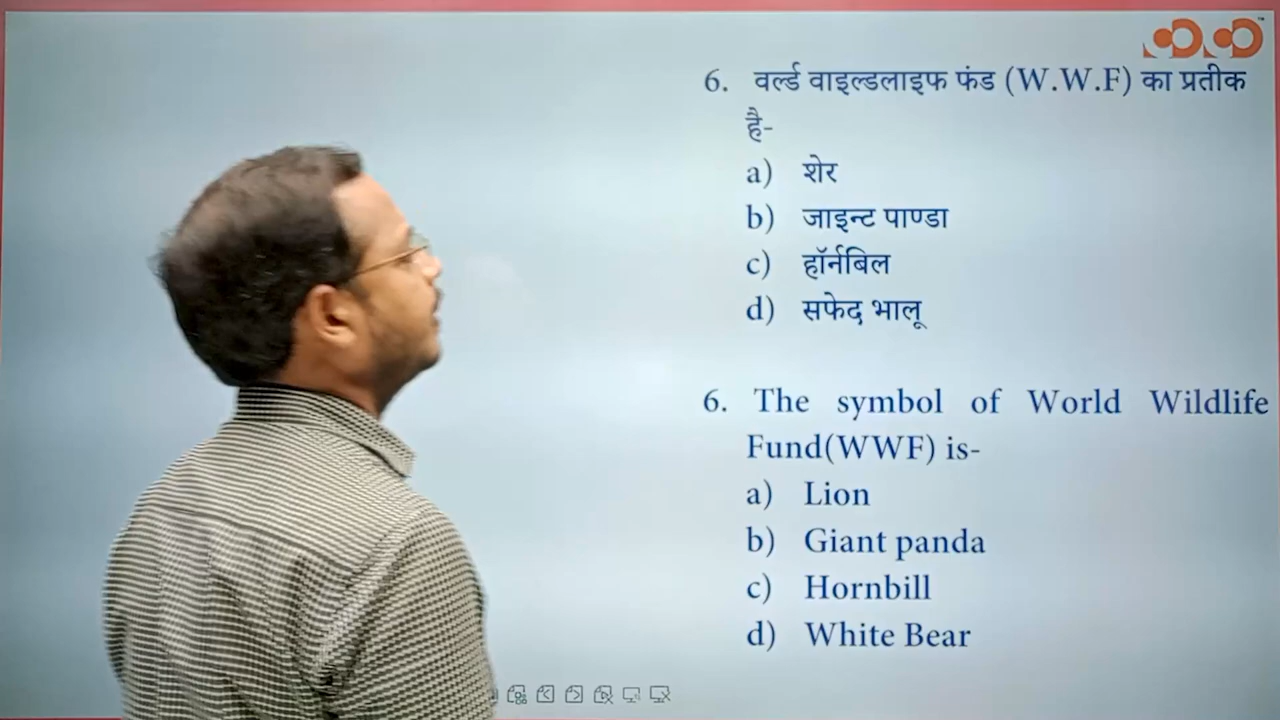 6. वर्ल्ड वाइल्डलाइफ फंड (W.W.F) का प्रतीक
है-
a) शेर
b) जाइन्ट पाण्डा
c) हॉर्नबिल
d) सफेद भालू
6. The symbol of World Wildlife
Fund(WWF) is-
a) Lion
b) Giant panda
c) Hornbill
d) White Bear